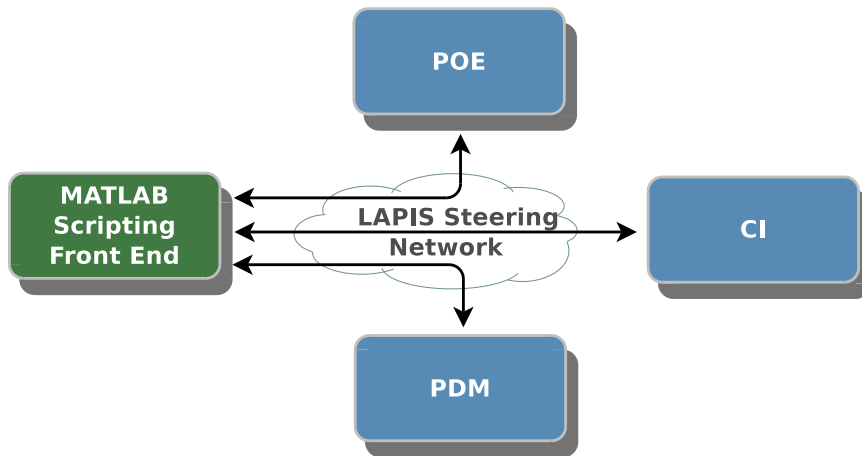 POE
MATLAB
Scripting
Front End
LAPIS Steering
Network
CI
PDM